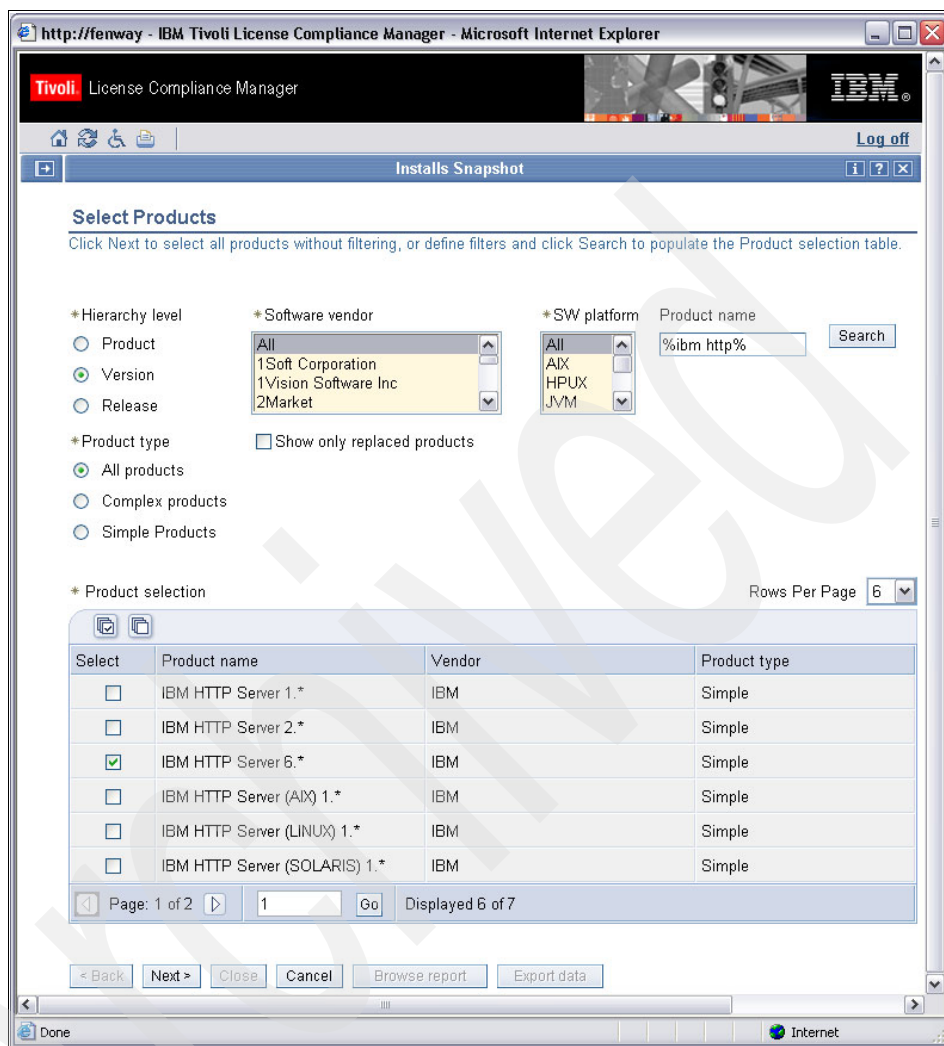 http://fenway - IBM Tivoli License Compliance Manager - Microsoft Internet Explorer
Tivoli. License Compliance Manager
IBM®
Log off
Installs Snapshot
i ? X
Select Products
Click Next to select all products without filtering, or define filters and click Search to populate the Product selection table.
*Hierarchy level *Software vendor *SW platform Product name
Product All All %ibm http% Search
Version 1Soft Corporation AIX
1Vision Software Inc HPUX
Release 2Market JVM
*Product type Show only replaced products
All products
Complex products
Simple Products
* Product selection Rows Per Page 6
Select Product name Vendor Product type
IBM HTTP Server 1.* IBM Simple
IBM HTTP Server 2.* IBM Simple
IBM HTTP Server 6.* IBM Simple
IBM HTTP Server (AIX) 1.* IBM Simple
IBM HTTP Server (LINUX) 1.* IBM Simple
IBM HTTP Server (SOLARIS) 1.* IBM Simple
Page: 1 of 2 1 Go Displayed 6 of 7
< Back Next > Close Cancel Browse report Export data
Done Internet